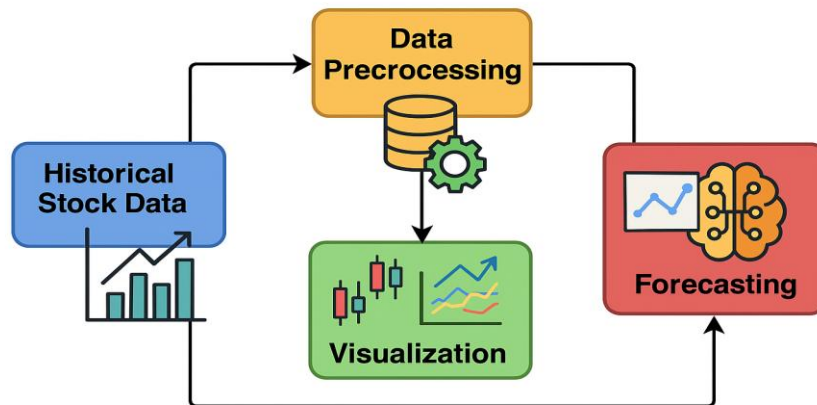 Data
Precrocessing
Historical
Stock Data
Forecasting
Visualization